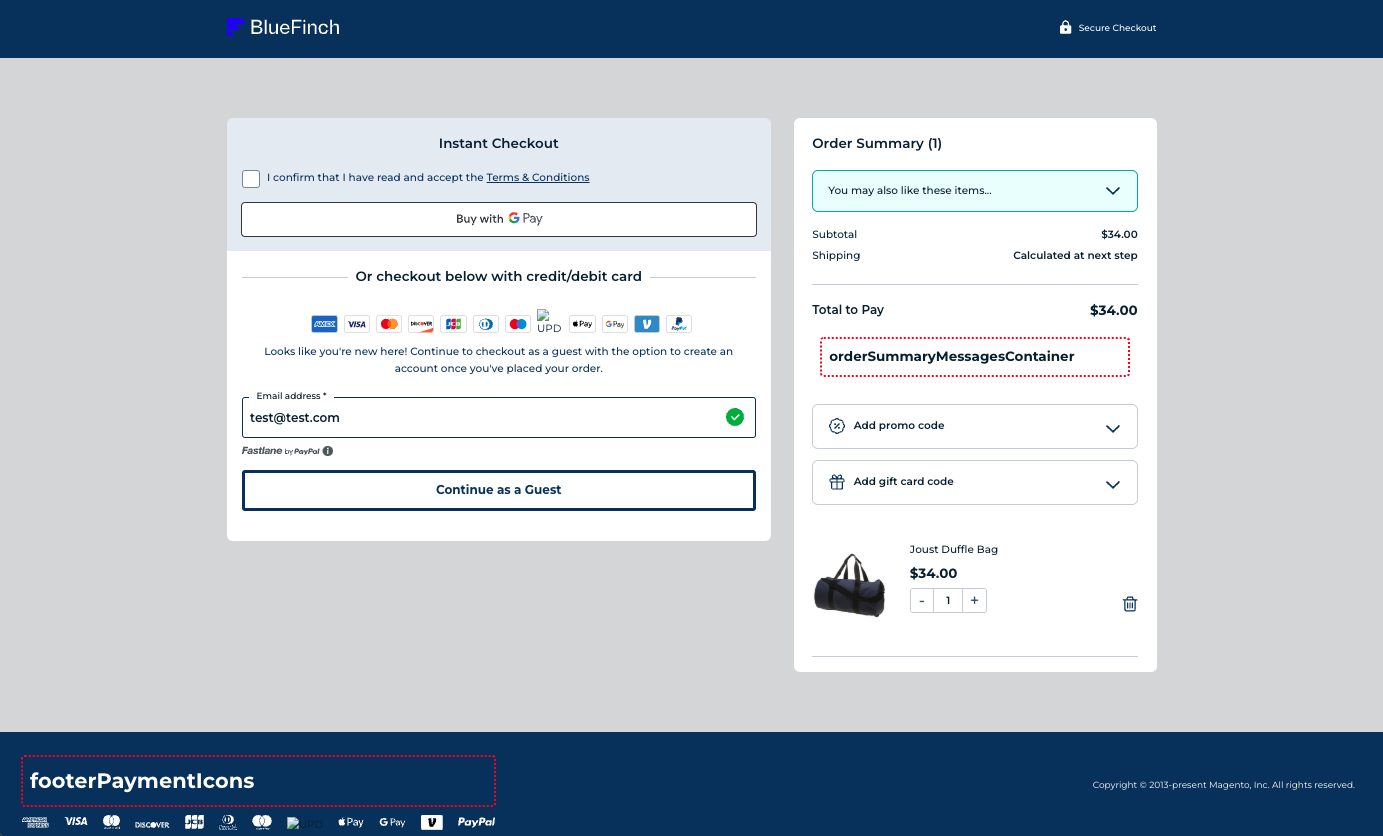 BlueFinch
Secure Checkout
Instant Checkout
I confirm that I have read and accept the Terms & Conditions
Buy with G Pay
Or checkout below with credit/debit card
AMEX VISA DISCOVER JCB UPD Pay G Pay V PayPal
Looks like you're new here! Continue to checkout as a guest with the option to create an
account once you've placed your order.
Email address *
test@test.com
Fastlane by PayPal i
Continue as a Guest
Order Summary (1)
You may also like these items...
Subtotal $34.00
Shipping Calculated at next step
Total to Pay $34.00
orderSummaryMessagesContainer
Add promo code
Add gift card code
Joust Duffle Bag
$34.00
- 1 +
footerPaymentIcons
Copyright © 2013-present Magento, Inc. All rights reserved.
VISA DISCOVER JCB UPD Pay G Pay V PayPal